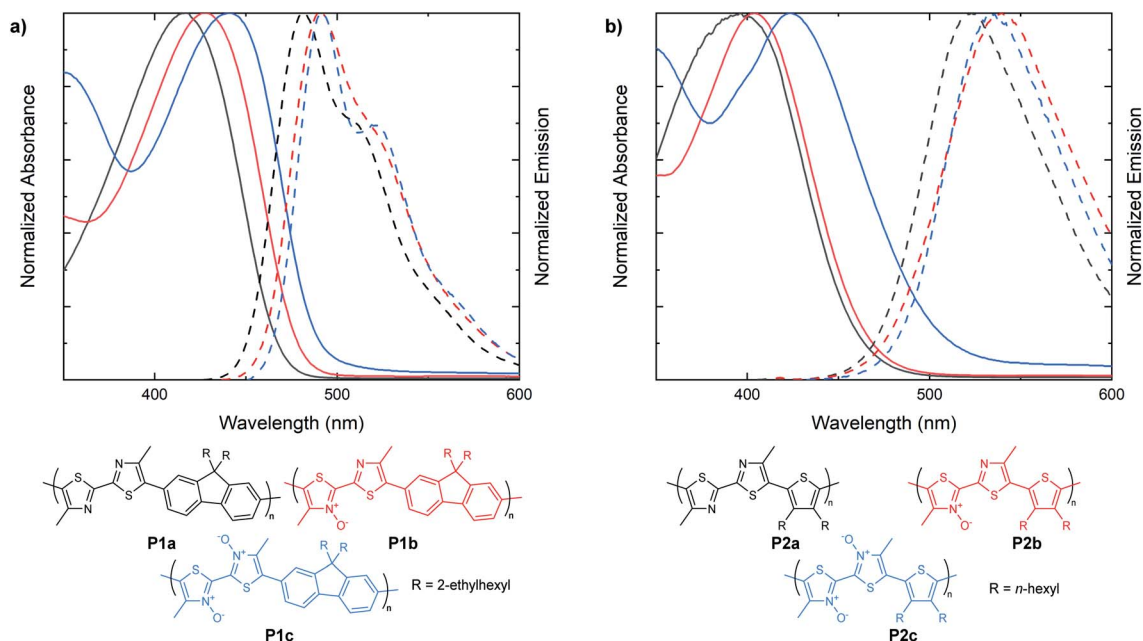 a)
b)
Normalized Absorbance
Normalized Emission
Normalized Absorbance
Normalized Emission
400
500
600
400
500
600
Wavelength (nm)
Wavelength (nm)
R R
N
S
S
N
n
P1a
R R
N
S
S
N+
O-
n
P1b
-O
N+
S
S
N+
O-
R R
n
R = 2-ethylhexyl
P1c
N
S
S
S
N
R R
n
P2a
N
S
S
S
N+
O-
R R
n
P2b
-O
N+
S
S
S
N+
O-
R R
n
R = n-hexyl
P2c